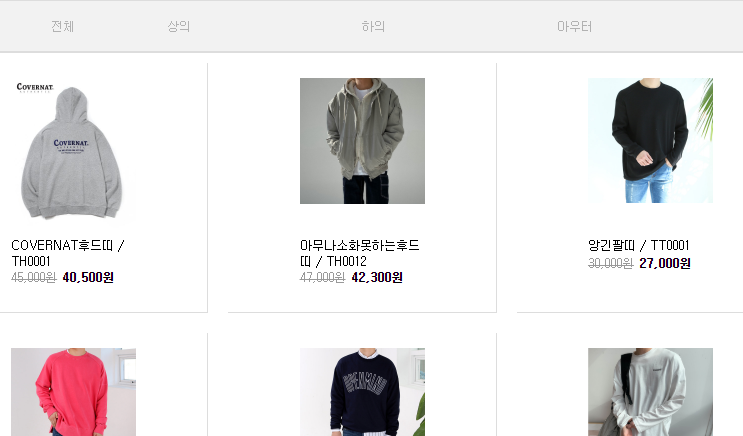 전체
상의
하의
아우터
COVERNAT.
COVERNAT.
COVERNAT후드띠 /
TH0001
45,000원 40,500원
아무나소화못하는후드
띠 / TH0012
47,000원 42,300원
앙긴팔띠 / TT0001
30,000원 27,000원